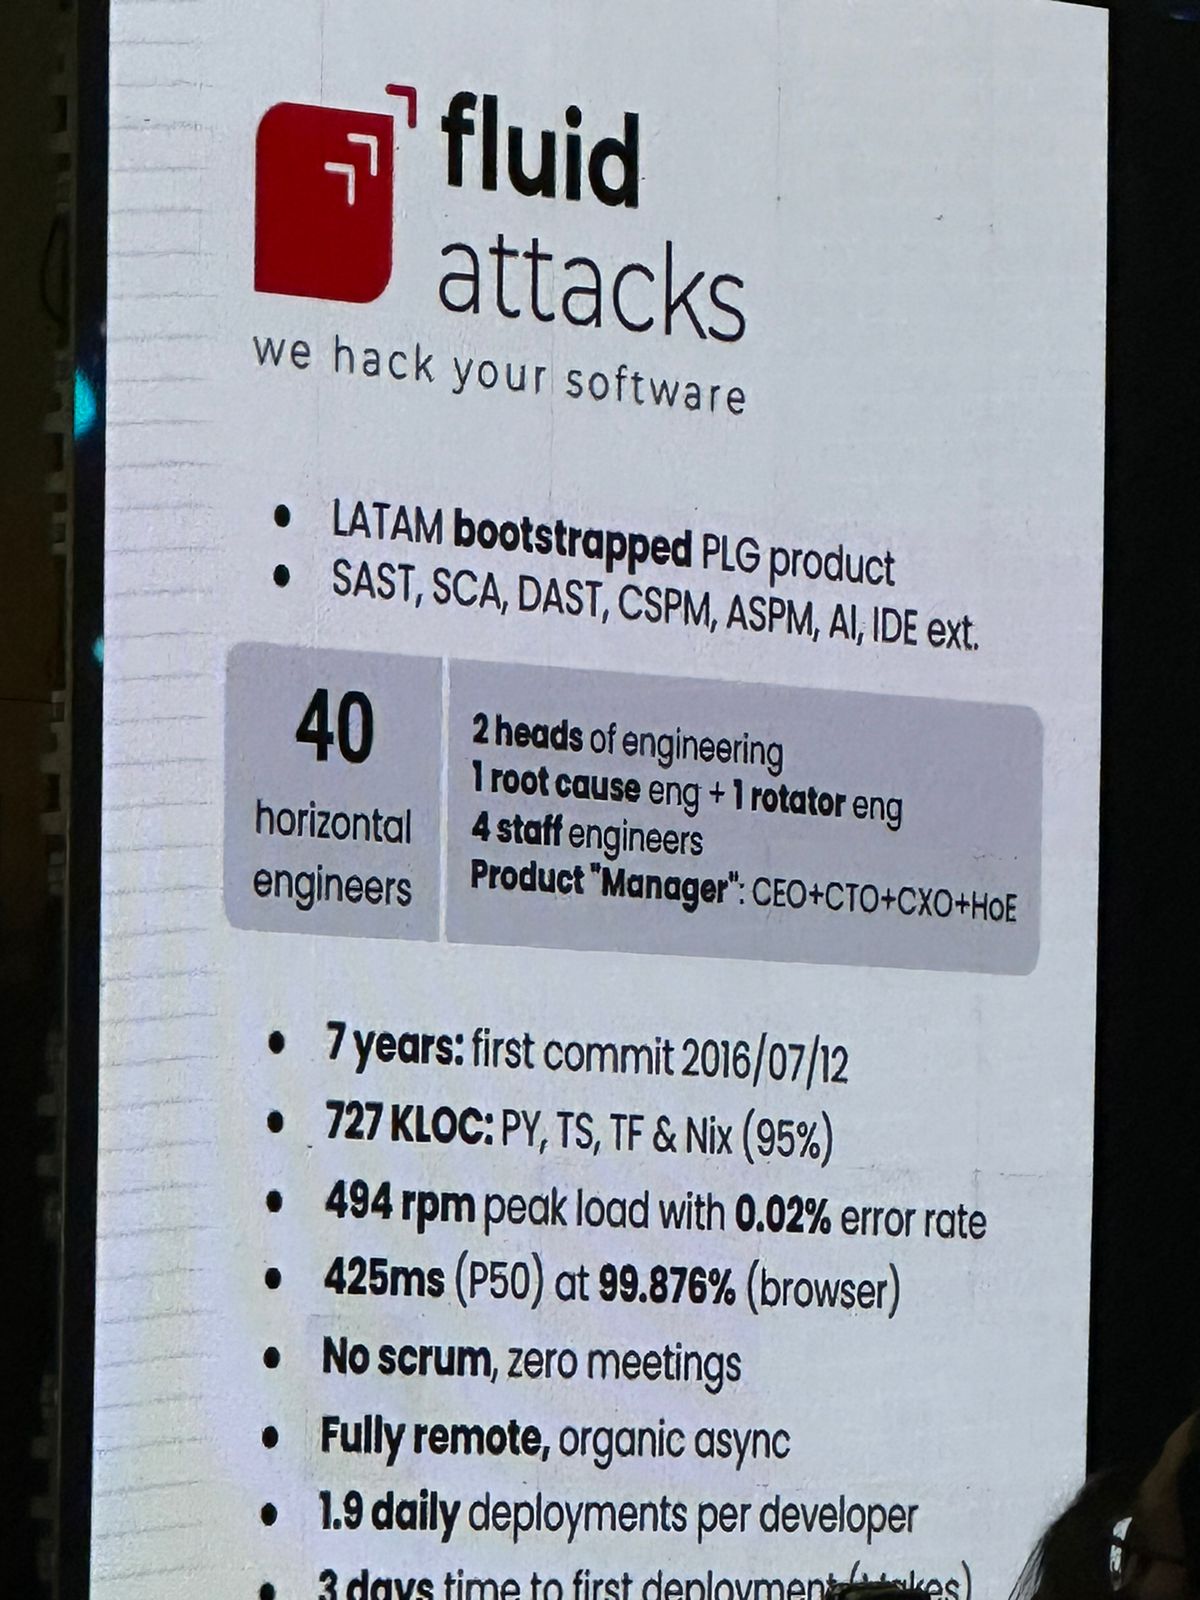 fluid
attacks
we hack your software
• LATAM bootstrapped PLG product
• SAST, SCA, DAST, CSPM, ASPM, AI, IDE ext.
40
horizontal
engineers
2 heads of engineering
1 root cause eng + 1 rotator eng
4 staff engineers
Product "Manager": CEO+CTO+CXO+HoE
• 7 years: first commit 2016/07/12
• 727 KLOC: PY, TS, TF & Nix (95%)
• 494 rpm peak load with 0.02% error rate
• 425ms (P50) at 99.876% (browser)
• No scrum, zero meetings
• Fully remote, organic async
• 1.9 daily deployments per developer
• 3 days time to first deployment